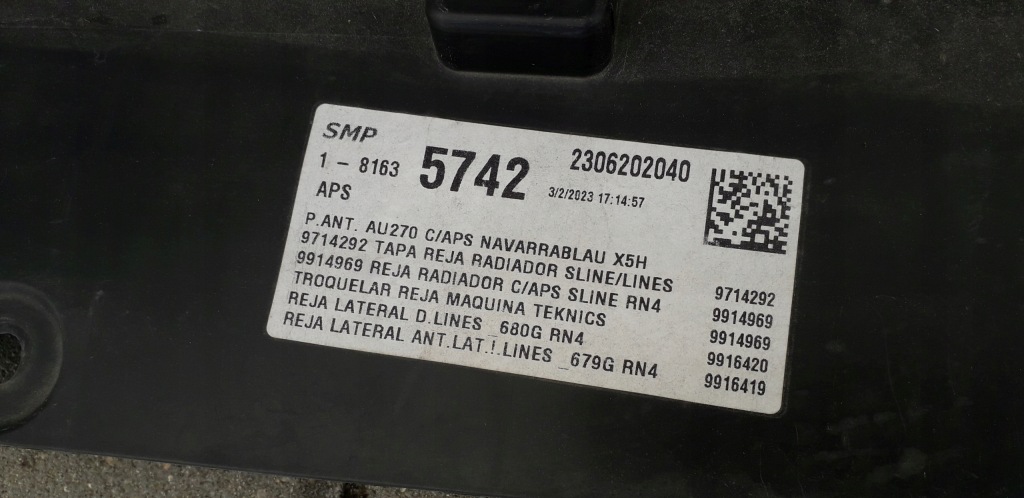 SMP
1 - 8163 5742 2306202040
APS 3/2/2023 17:14:57
P.ANT. AU270 C/APS NAVARRABLAU X5H
9714292 TAPA REJA RADIADOR SLINE/LINES 9714292
9914969 REJA RADIADOR C/APS SLINE RN4 9914969
TROQUELAR REJA MAQUINA TEKNICS 9914969
REJA LATERAL D.LINES _680G RN4 9916420
REJA LATERAL ANT.LAT.!.LINES _679G RN4 9916419